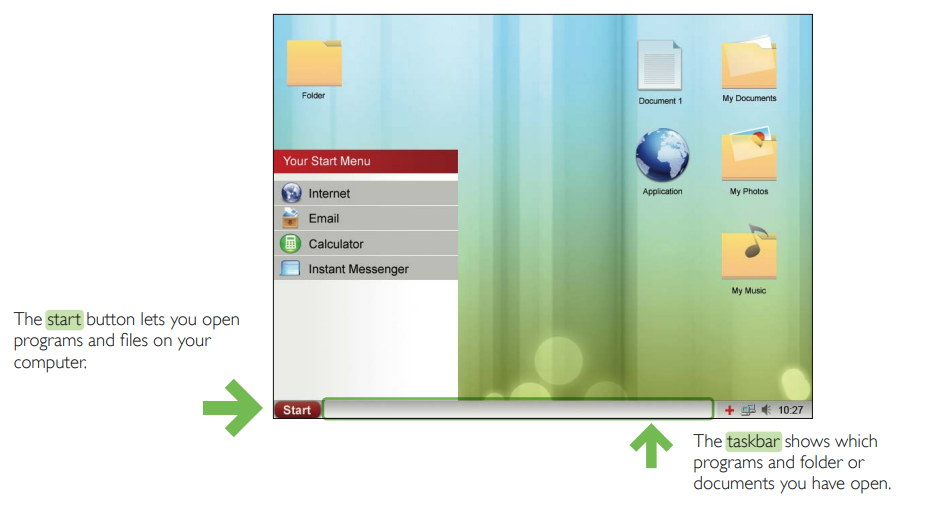 Folder
Document 1
My Documents
Your Start Menu
Internet
Email
Calculator
Instant Messenger
Application
My Photos
My Music
The start button lets you open
programs and files on your
computer.
Start
10:27
The taskbar shows which
programs and folder or
documents you have open.